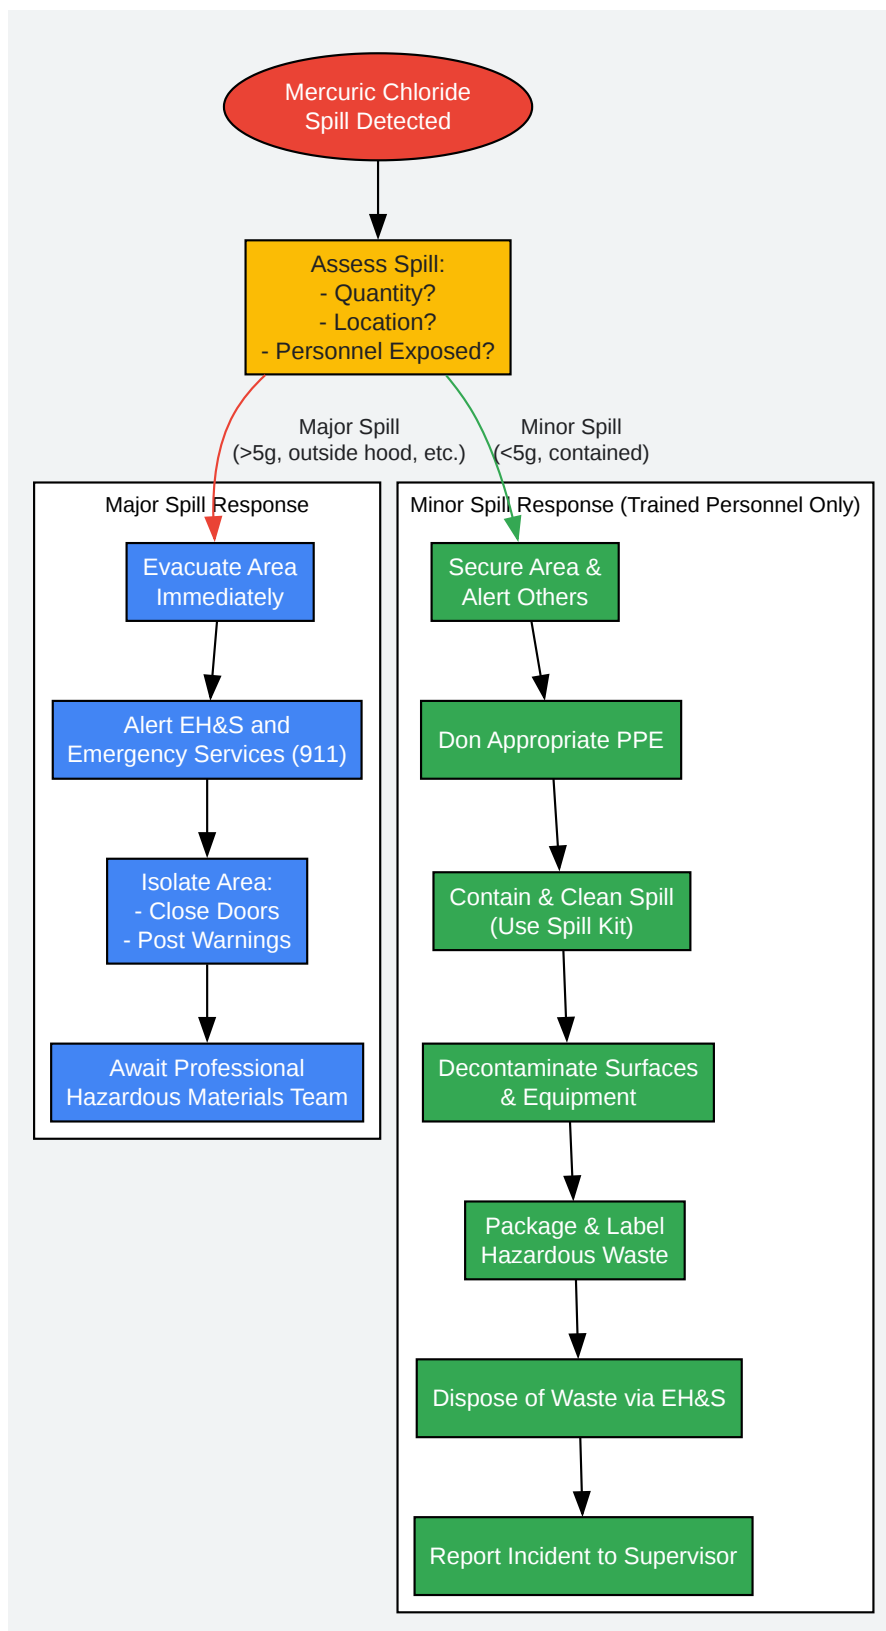 Mercuric Chloride
Spill Detected
Assess Spill:
- Quantity?
- Location?
- Personnel Exposed?
Major Spill
(>5g, outside hood, etc.)
Minor Spill
(<5g, contained)
Major Spill Response
Evacuate Area
Immediately
Alert EH&S and
Emergency Services (911)
Isolate Area:
- Close Doors
- Post Warnings
Await Professional
Hazardous Materials Team
Minor Spill Response (Trained Personnel Only)
Secure Area &
Alert Others
Don Appropriate PPE
Contain & Clean Spill
(Use Spill Kit)
Decontaminate Surfaces
& Equipment
Package & Label
Hazardous Waste
Dispose of Waste via EH&S
Report Incident to Supervisor